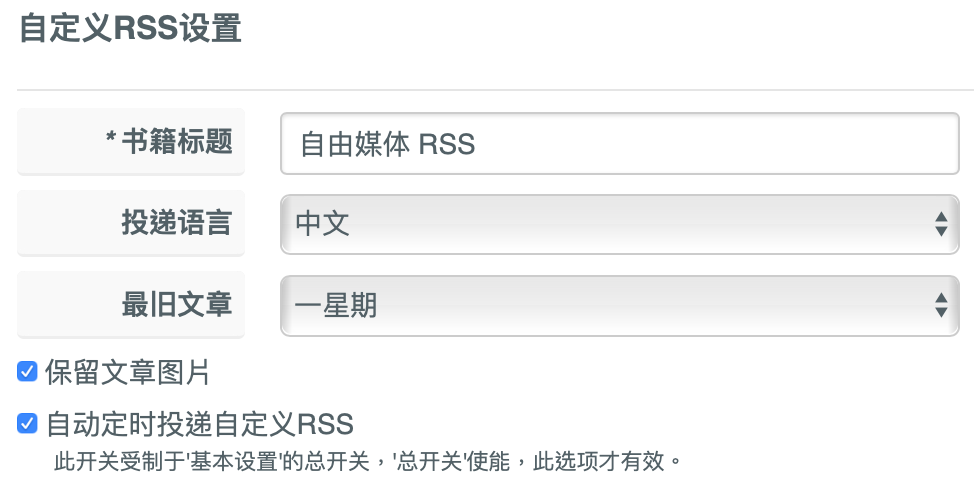 自定义RSS设置
* 书籍标题
自由媒体 RSS
投递语言
中文
最旧文章
一星期
保留文章图片
自动定时投递自定义RSS
此开关受制于'基本设置'的总开关，'总开关'使能，此选项才有效。